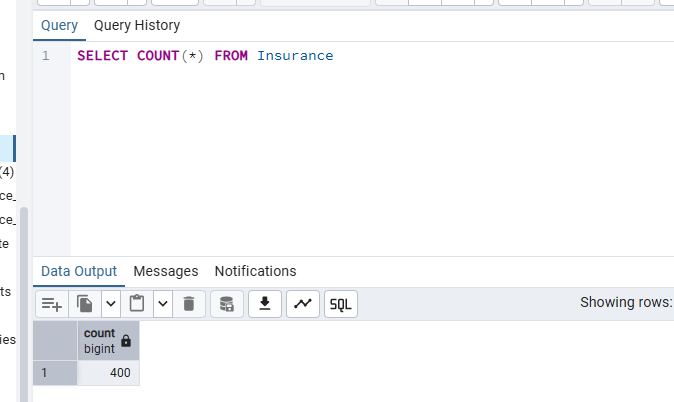 Query Query History
1 SELECT COUNT(*) FROM Insurance
n
(4)
ce_
ce_
te
ts
ies
Data Output Messages Notifications
SQL Showing rows:
count
bigint
1 400